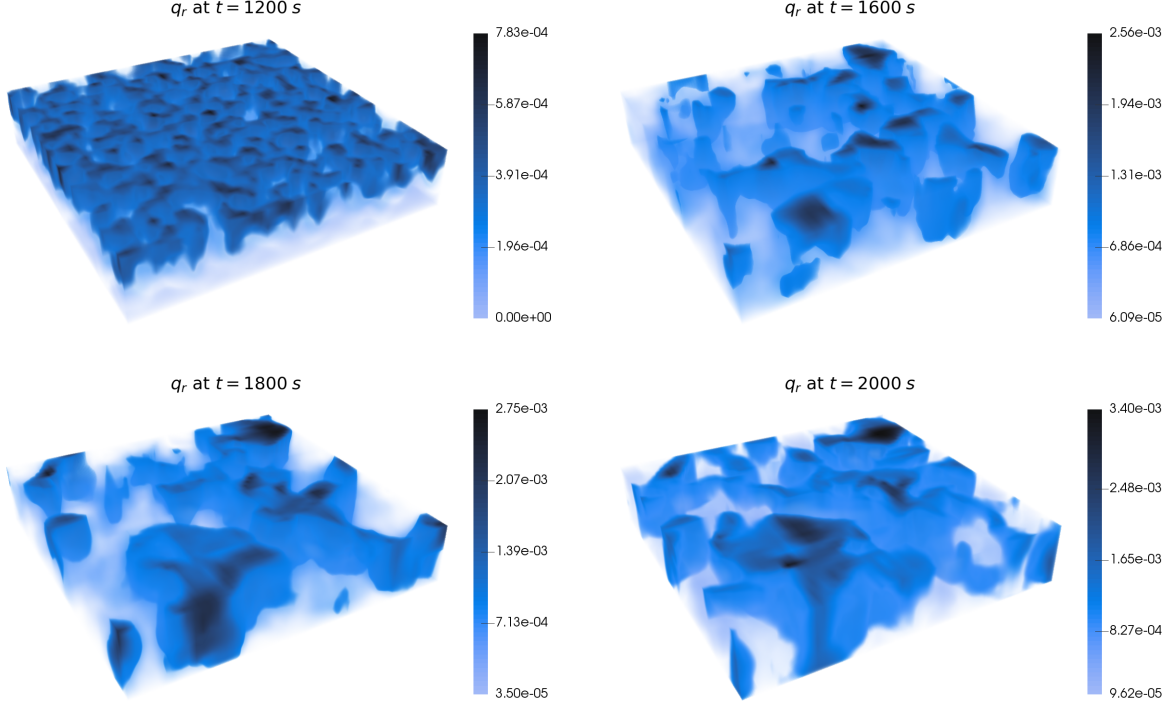 q_r at t = 1200 s
7.83e-04
5.87e-04
3.91e-04
1.96e-04
0.00e+00
q_r at t = 1600 s
2.56e-03
1.94e-03
1.31e-03
6.86e-04
6.09e-05
q_r at t = 1800 s
2.75e-03
2.07e-03
1.39e-03
7.13e-04
3.50e-05
q_r at t = 2000 s
3.40e-03
2.48e-03
1.65e-03
8.27e-04
9.62e-05